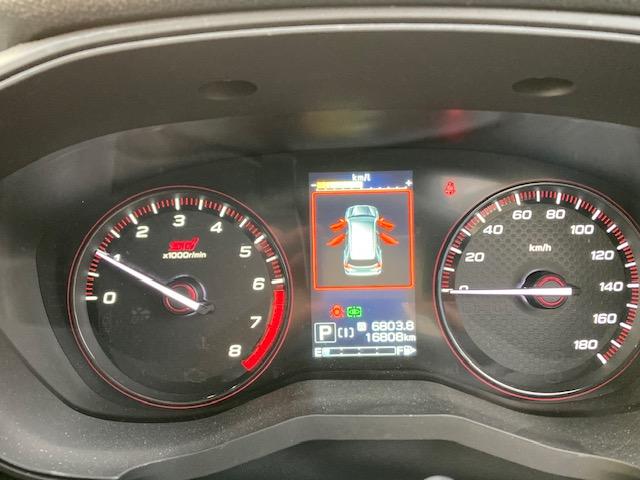 km/l
- +
0 1 2 3 4 5 6 7 8
STI
x1000r/min
0 20 40 60 80 100 120 140 160 180
km/h
P [I] B 6803.8
16808km
E F